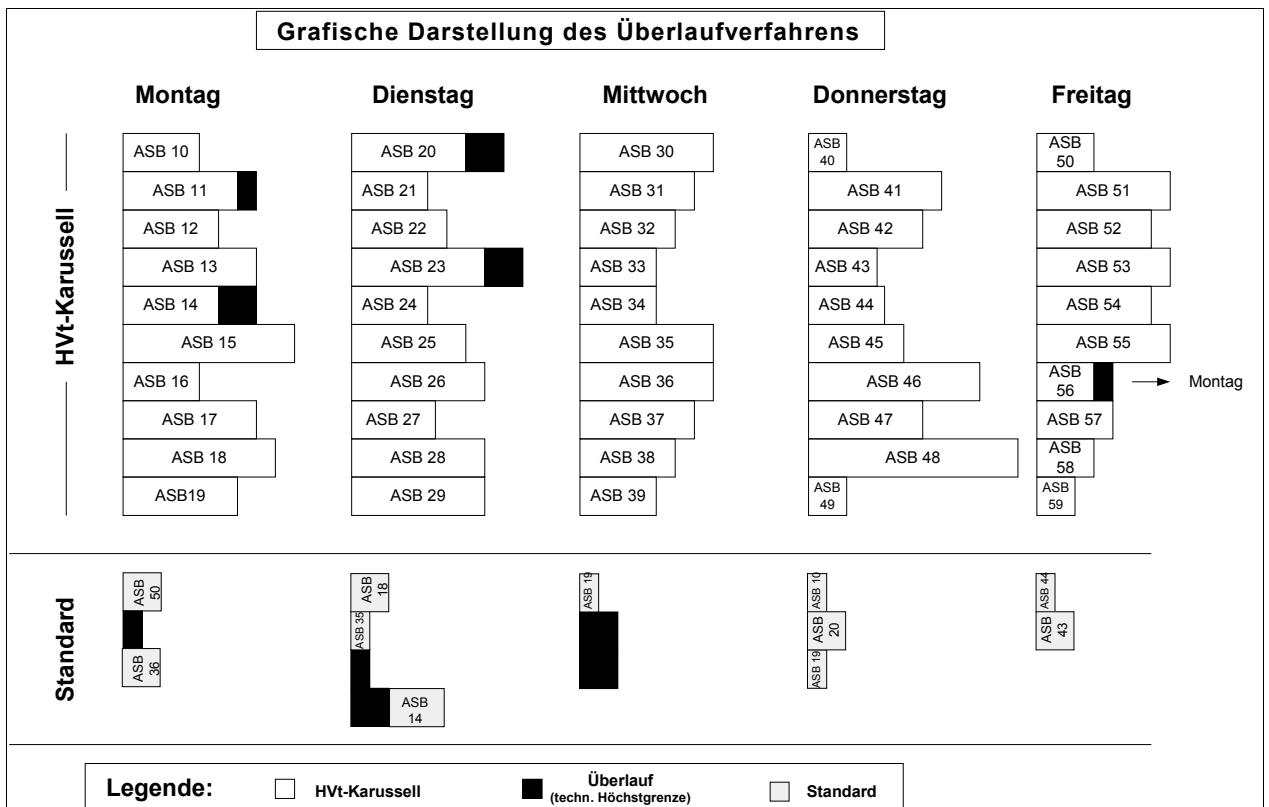 Grafische Darstellung des Überlaufverfahrens
Montag
Dienstag
Mittwoch
Donnerstag
Freitag
HVt-Karussell
ASB 10
ASB 11
ASB 12
ASB 13
ASB 14
ASB 15
ASB 16
ASB 17
ASB 18
ASB19
ASB 20
ASB 21
ASB 22
ASB 23
ASB 24
ASB 25
ASB 26
ASB 27
ASB 28
ASB 29
ASB 30
ASB 31
ASB 32
ASB 33
ASB 34
ASB 35
ASB 36
ASB 37
ASB 38
ASB 39
ASB
40
ASB 41
ASB 42
ASB 43
ASB 44
ASB 45
ASB 46
ASB 47
ASB 48
ASB
49
ASB
50
ASB 51
ASB 52
ASB 53
ASB 54
ASB 55
ASB
56
Montag
ASB 57
ASB
58
ASB
59
Standard
ASB
50
ASB
36
ASB
18
ASB 35
ASB
14
ASB 19
ASB 10
ASB
20
ASB 19
ASB 44
ASB
43
Legende:
HVt-Karussell
Überlauf
(techn. Höchstgrenze)
Standard